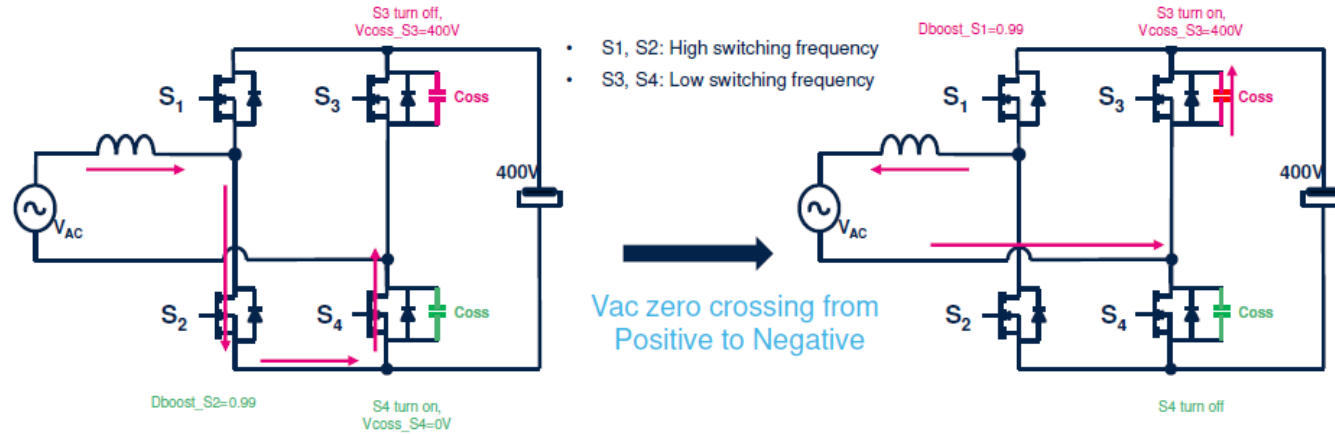 S3 turn off,
Vcoss_S3=400V
• S1, S2: High switching frequency
• S3, S4: Low switching frequency
Dboost_S1=0.99
S3 turn on,
Vcoss_S3=400V
S1
S3
Coss
400V
VAC
S2
S4
Coss
Dboost_S2=0.99
S4 turn on,
Vcoss_S4=0V
Vac zero crossing from
Positive to Negative
S1
S3
Coss
400V
VAC
S2
S4
Coss
S4 turn off